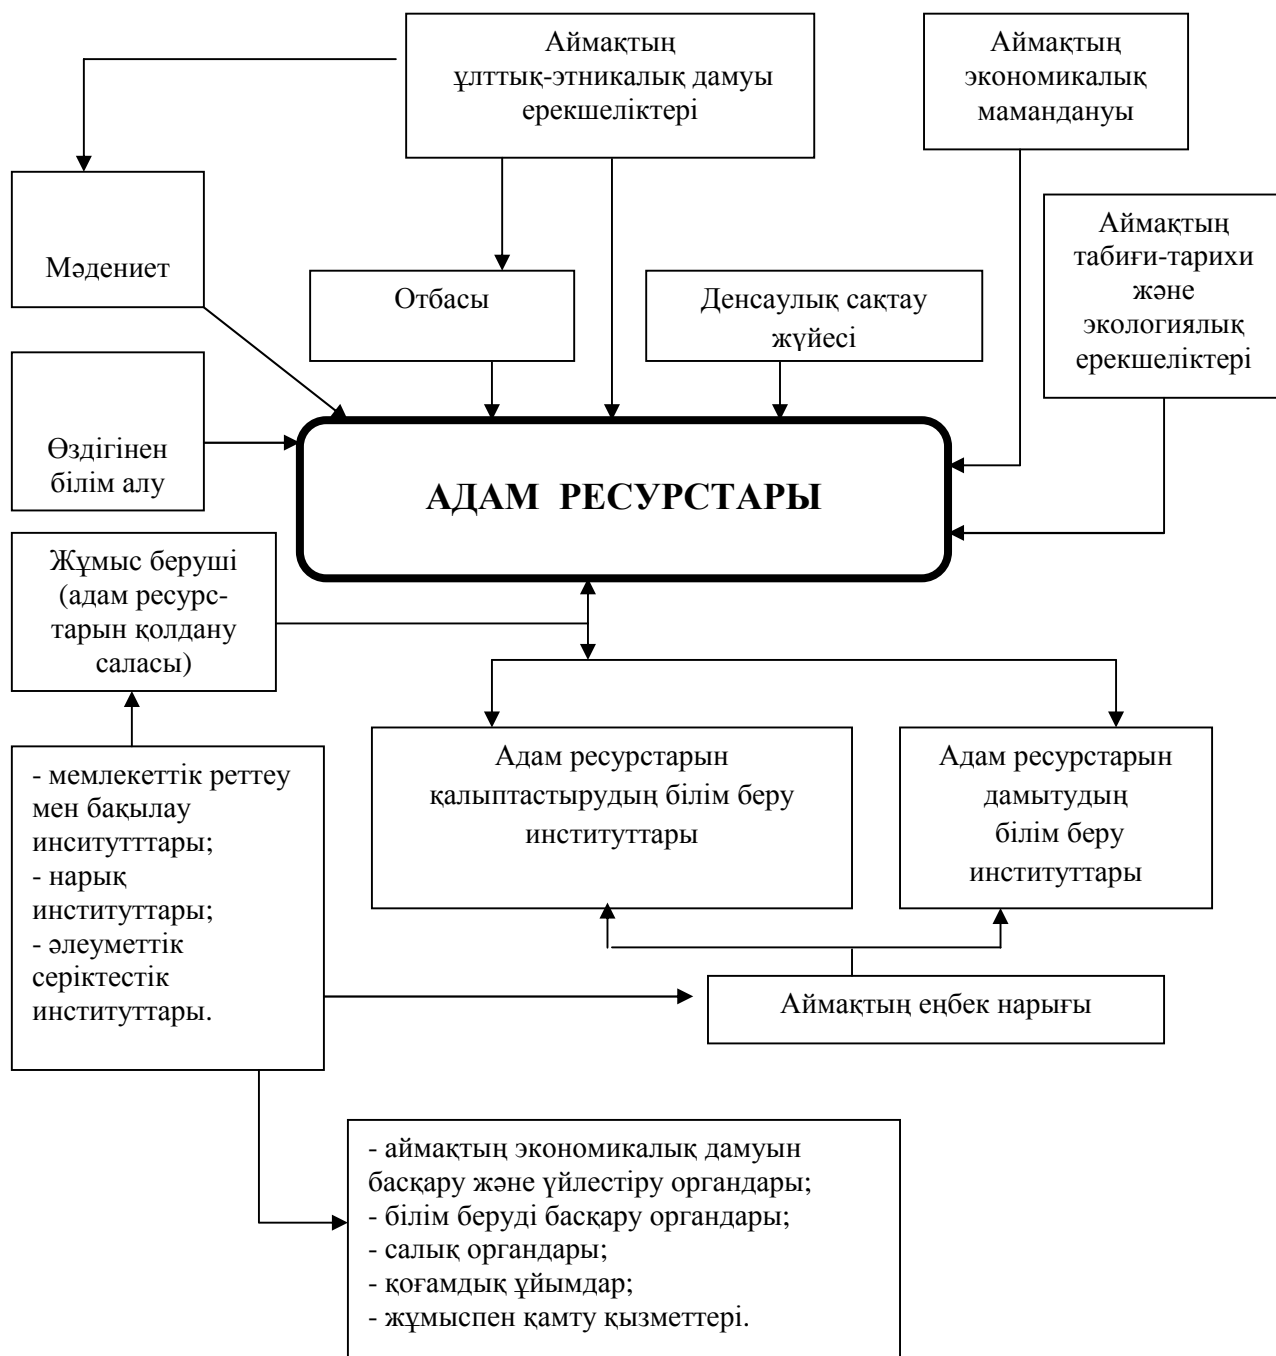 Аймақтың
ұлттық-этникалық дамуы
ерекшеліктері
Аймақтың
экономикалық
мамандануы
Мәдениет
Аймақтың
табиғи-тарихи
және
экологиялық
ерекшеліктері
Отбасы
Денсаулық сақтау
жүйесі
Өздігінен
білім алу
АДАМ РЕСУРСТАРЫ
Жұмыс беруші
(адам ресурс-
тарын қолдану
саласы)
Адам ресурстарын
қалыптастырудың білім беру
институттары
Адам ресурстарын
дамытудың
білім беру
институттары
- мемлекеттік реттеу
мен бақылау
инситутттары;
- нарық
институттары;
- әлеуметтік
серіктестік
институттары.
Аймақтың еңбек нарығы
- аймақтың экономикалық дамуын
басқару және үйлестіру органдары;
- білім беруді басқару органдары;
- салық органдары;
- қоғамдық ұйымдар;
- жұмыспен қамту қызметтері.